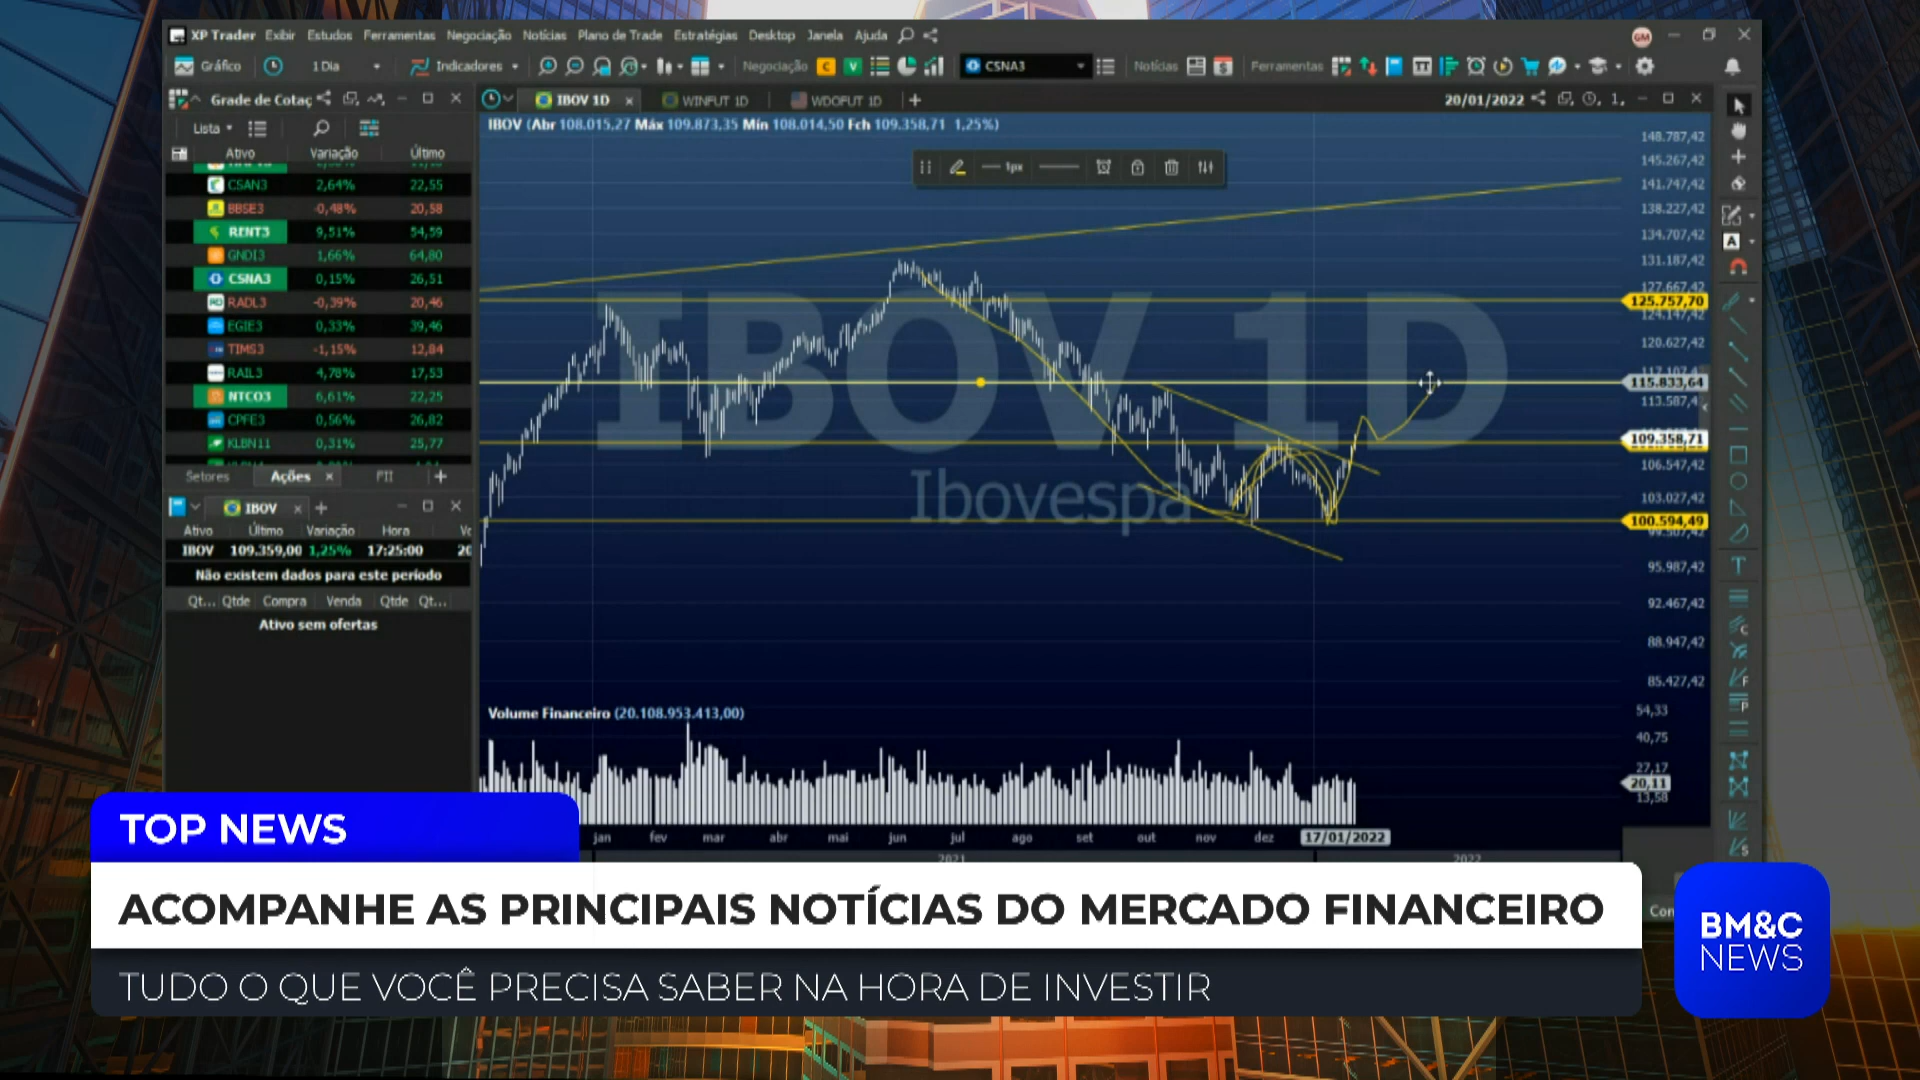 XP Trader Exibir Estudos Ferramentas Negociação Notícias Plano de Trade Estratégias Desktop Janela Ajuda
GM
Gráfico 1 Dia Indicadores Negociação C V CSNA3 Notícias Ferramentas
Grade de Cotaç
IBOV 1D WINFUT 1D WDOFUT 1D
20/01/2022
Lista
Ativo Variação Último
CSAN3 2,64% 22,55
BBSE3 -0,48% 20,58
RENT3 9,51% 54,59
GNDI3 1,66% 64,80
CSNA3 0,15% 26,51
RADL3 -0,39% 20,46
EGIE3 0,33% 39,46
TIMS3 -1,15% 12,84
RAIL3 4,78% 17,53
NTCO3 6,61% 22,25
CPFE3 0,56% 26,82
KLBN11 0,31% 25,77
Setores Ações FII
IBOV
Ativo Último Variação Hora
IBOV 109.359,00 1,25% 17:25:00
Não existem dados para este período
Qt... Qtde Compra Venda Qtde Qt...
Ativo sem ofertas
IBOV (Abr 108.015,27 Máx 109.873,35 Mín 108.014,50 Fch 109.358,71 1,25%)
1px
IBOV 1D
Ibovespa
148.787,42
145.267,42
141.747,42
138.227,42
134.707,42
131.187,42
127.667,42
125.757,70
124.147,42
120.627,42
115.833,64
109.358,71
106.547,42
103.027,42
100.594,49
95.987,42
92.467,42
88.947,42
85.427,42
Volume Financeiro (20.108.953.413,00)
54,33
40,75
27,17
20,11
13,58
jan fev mar abr mai jun jul ago set out nov dez 17/01/2022
2021 2022
TOP NEWS
ACOMPANHE AS PRINCIPAIS NOTÍCIAS DO MERCADO FINANCEIRO
TUDO O QUE VOCÊ PRECISA SABER NA HORA DE INVESTIR
BM&C
NEWS